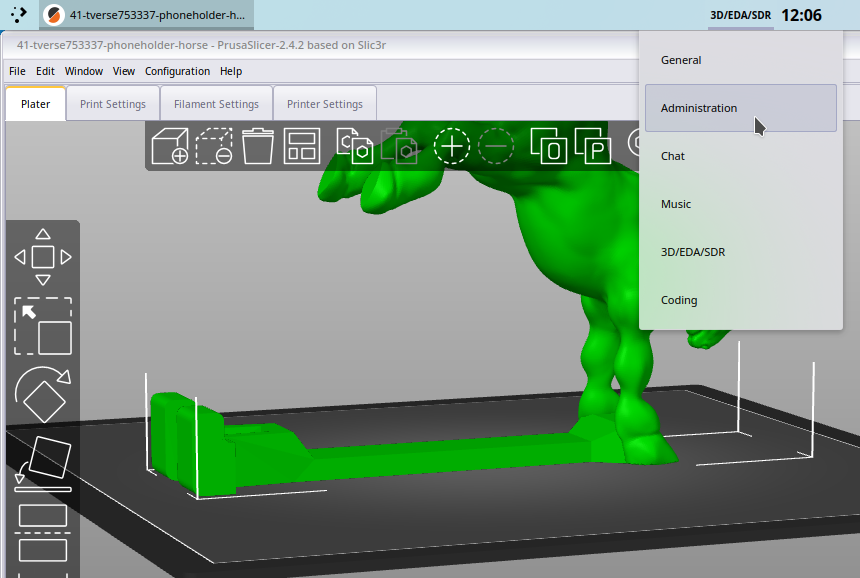 41-tverse753337-phoneholder-h...
3D/EDA/SDR
12:06
41-tverse753337-phoneholder-horse - PrusaSlicer-2.4.2 based on Slic3r
File Edit Window View Configuration Help
Plater Print Settings Filament Settings Printer Settings
O P
General
Administration
Chat
Music
3D/EDA/SDR
Coding